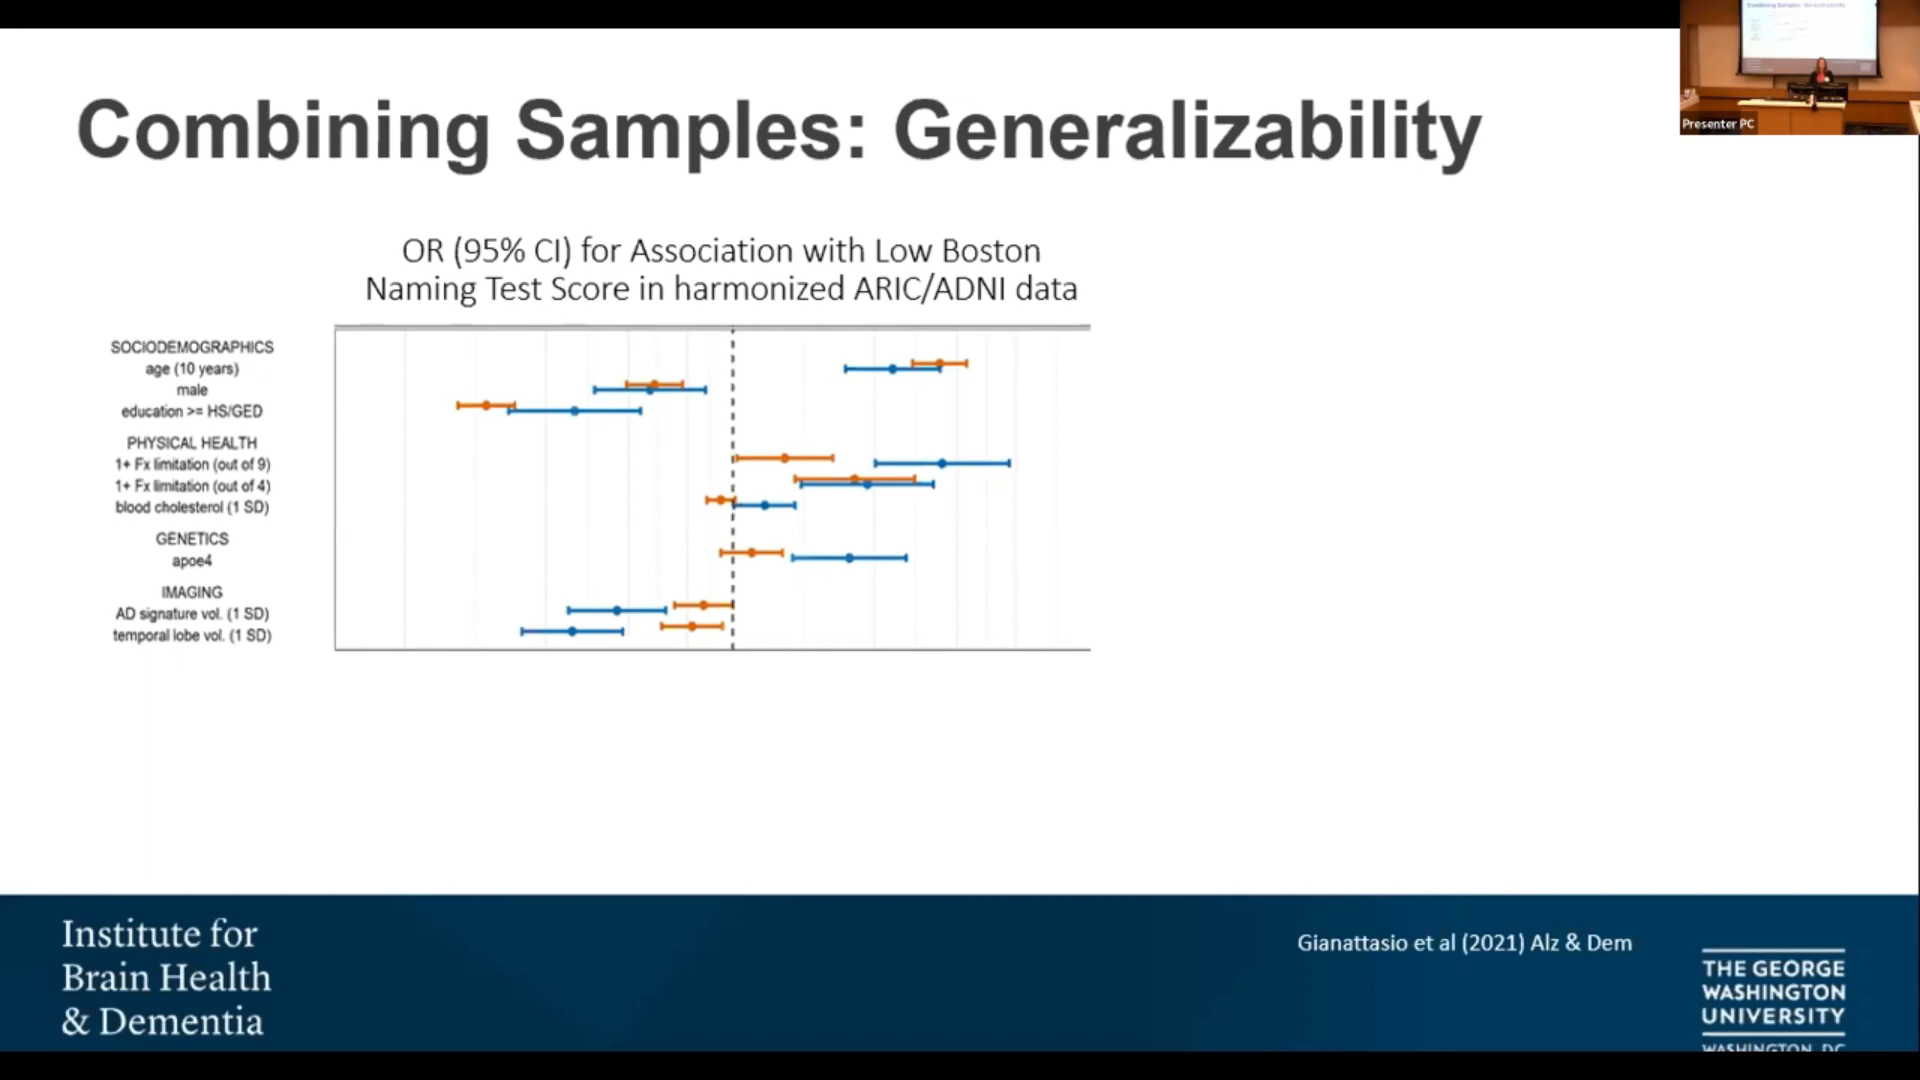 Combining Samples: Generalizability
Presenter PC
OR (95% CI) for Association with Low Boston
Naming Test Score in harmonized ARIC/ADNI data
SOCIODEMOGRAPHICS
age (10 years)
male
education >= HS/GED
PHYSICAL HEALTH
1+ Fx limitation (out of 9)
1+ Fx limitation (out of 4)
blood cholesterol (1 SD)
GENETICS
apoe4
IMAGING
AD signature vol. (1 SD)
temporal lobe vol. (1 SD)
Institute for
Brain Health
& Dementia
Gianattasio et al (2021) Alz & Dem
THE GEORGE
WASHINGTON
UNIVERSITY
WASHINGTON, DC